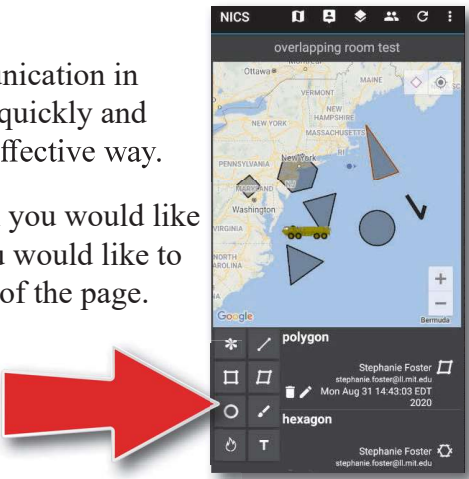 nication in
quickly and
ffective way.
you would like
u would like to
of the page.
NICS
overlapping room test
Ottawa
Montreal
MAINE
VERMONT
NEW
HAMPSHIRE
NEW YORK
MASSACHUSETTS
RI
PENNSYLVANIA
New York
MARYLAND
NJ
Washington
VIRGINIA
NORTH
CAROLINA
+
−
Google
Bermuda
polygon
Stephanie Foster
stephanie.foster@ll.mit.edu
Mon Aug 31 14:43:03 EDT
2020
hexagon
T
Stephanie Foster
stephanie.foster@ll.mit.edu